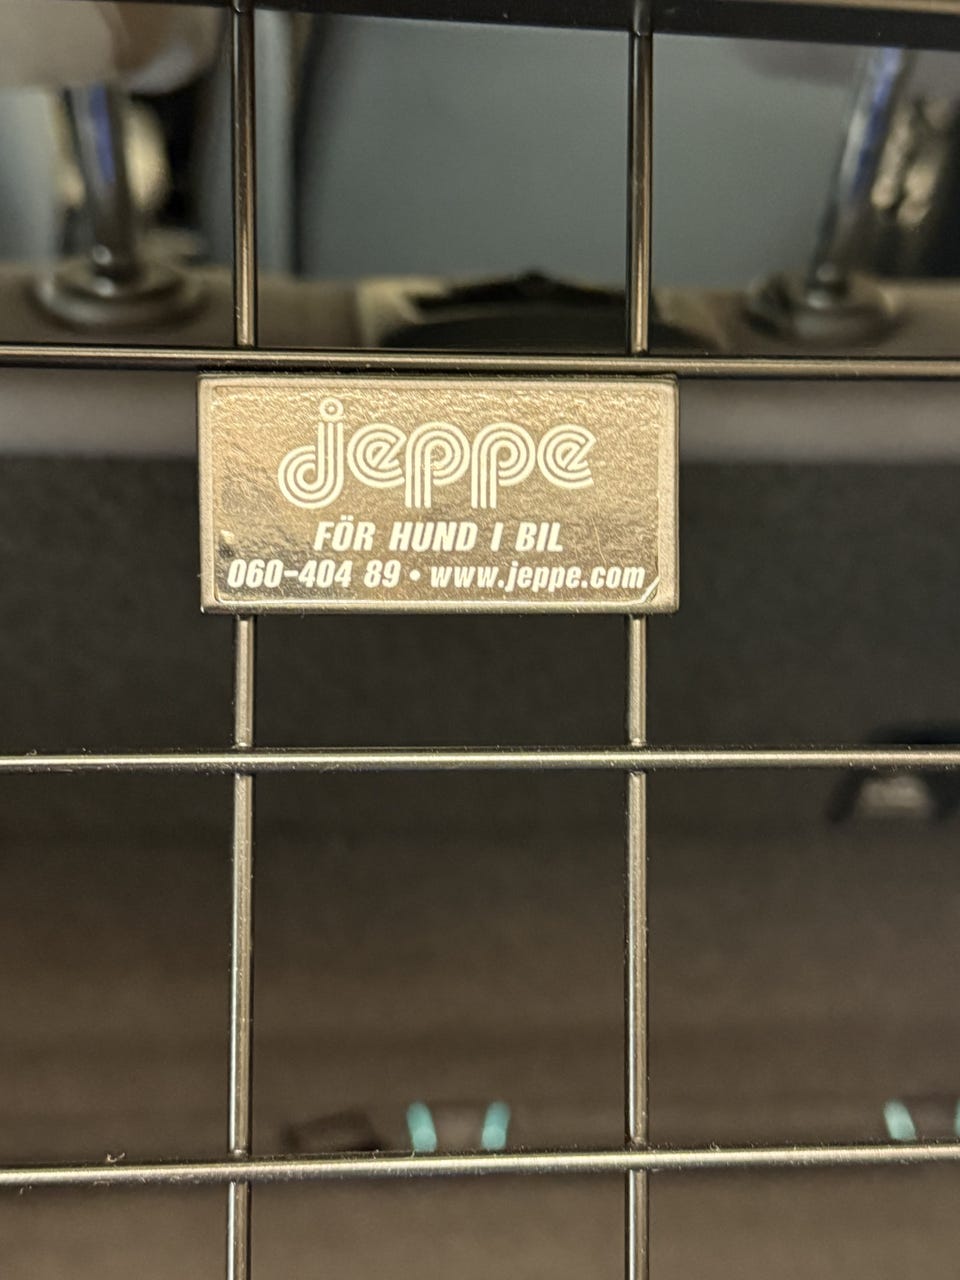 jeppe
FÖR HUND I BIL
060-404 89 • www.jeppe.com